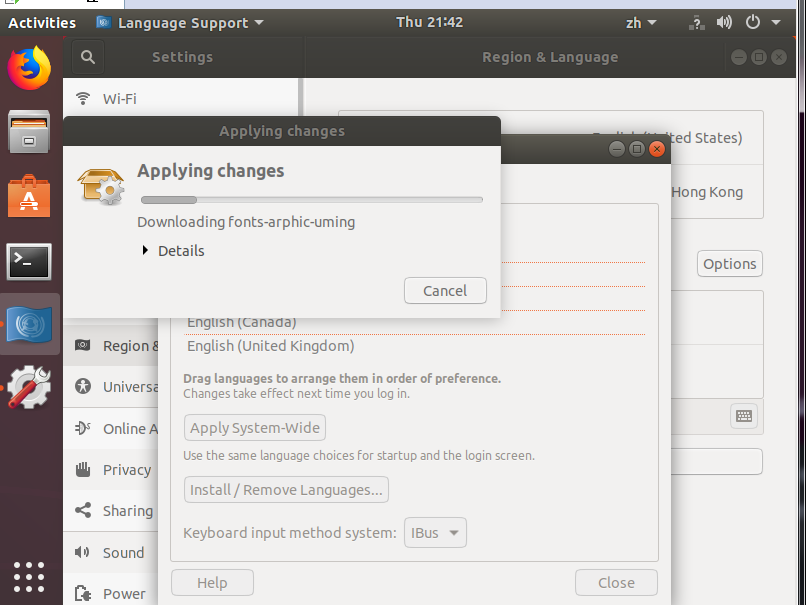 Activities
Language Support
Thu 21:42
zh
Settings
Region & Language
Wi-Fi
Applying changes
Applying changes
Downloading fonts-arphic-uming
Details
Cancel
(United States)
Hong Kong
Options
English (Canada)
English (United Kingdom)
Drag languages to arrange them in order of preference.
Changes take effect next time you log in.
Apply System-Wide
Use the same language choices for startup and the login screen.
Install / Remove Languages...
Keyboard input method system:
IBus
Help
Close
Region &
Universa
Online A
Privacy
Sharing
Sound
Power